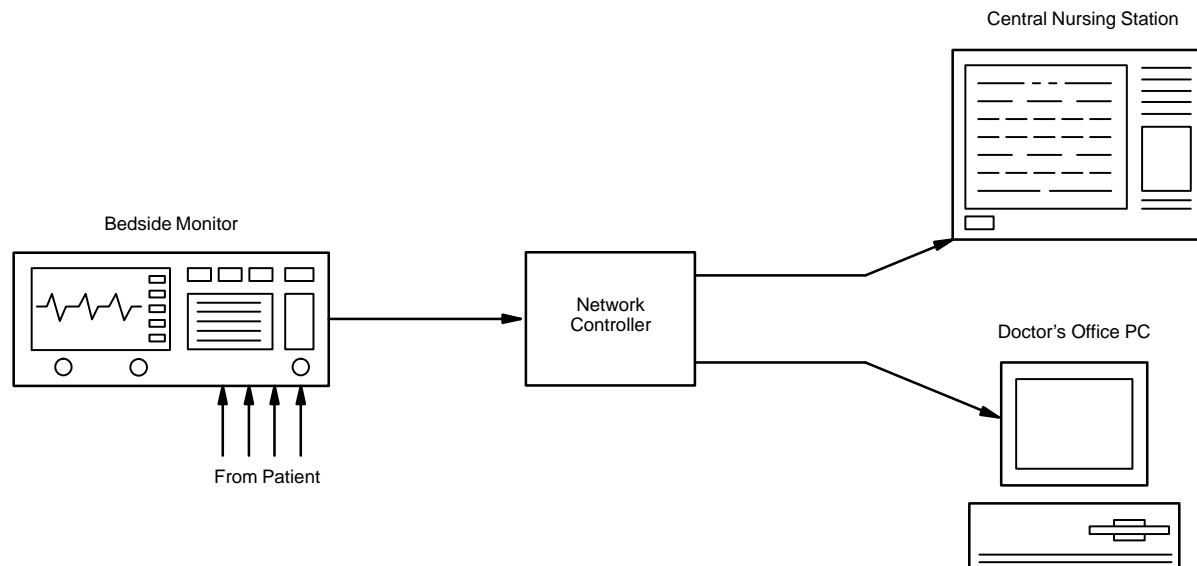 Central Nursing Station
Bedside Monitor
Network
Controller
Doctor's Office PC
From Patient